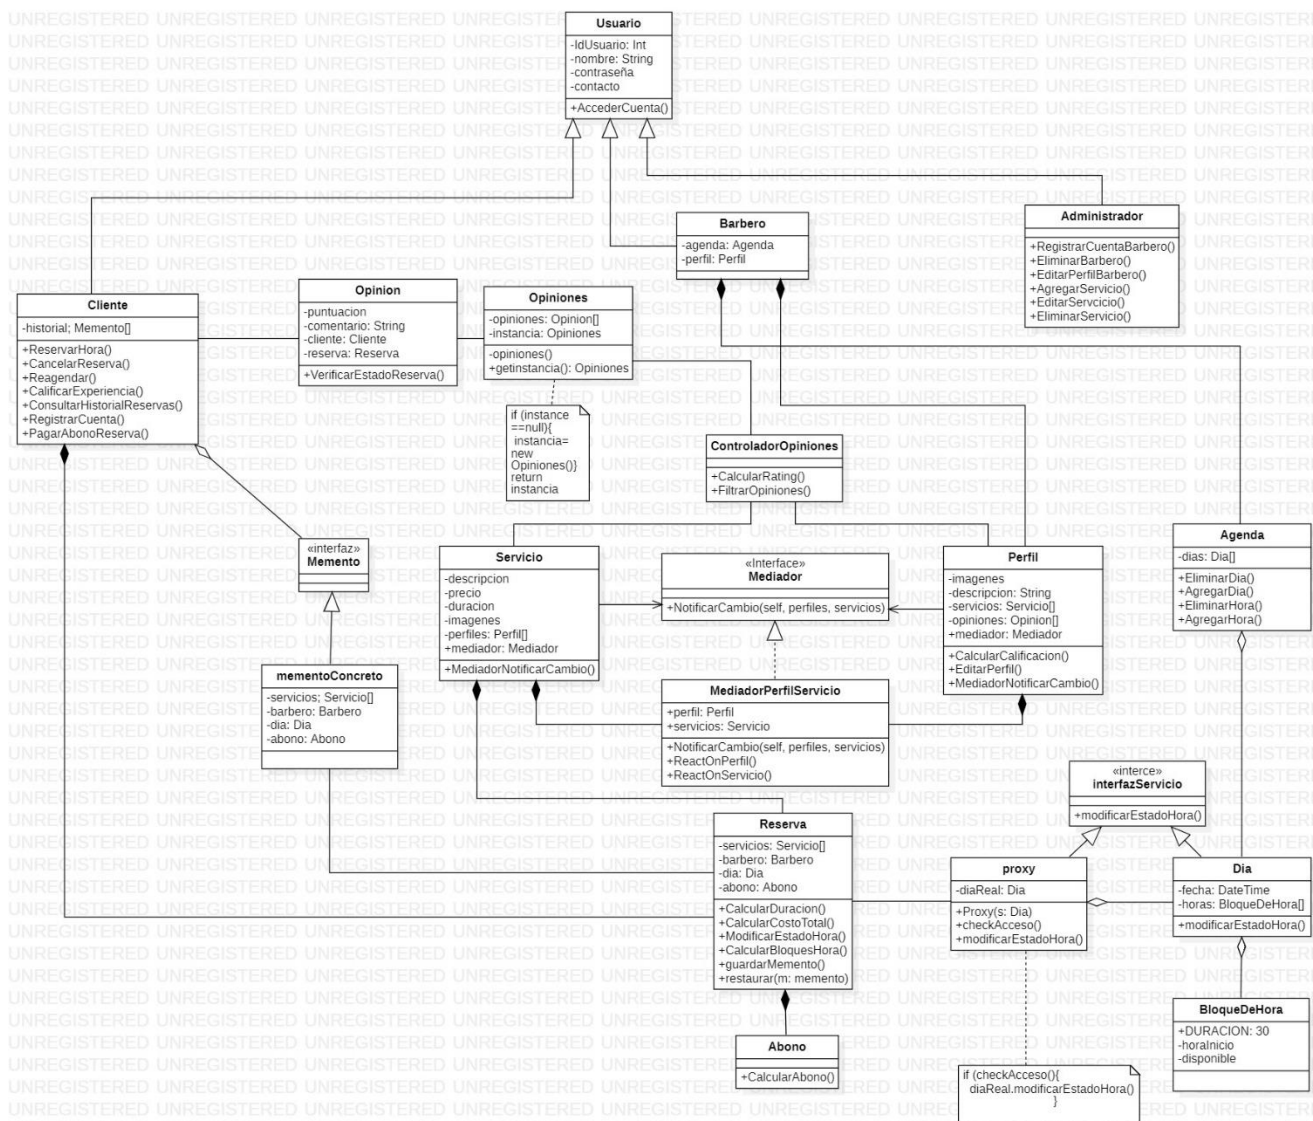 Usuario
-IdUsuario: Int
-nombre: String
-contraseña
-contacto
+AccederCuenta()
Barbero
-agenda: Agenda
-perfil: Perfil
Administrador
+RegistrarCuentaBarbero()
+EliminarBarbero()
+EditarPerfilBarbero()
+AgregarServicio()
+EditarServcicio()
+EliminarServicio()
Cliente
-historial; Memento[]
+ReservarHora()
+CancelarReserva()
+Reagendar()
+CalificarExperiencia()
+ConsultarHistorialReservas()
+RegistrarCuenta()
+PagarAbonoReserva()
Opinion
-puntuacion
-comentario: String
-cliente: Cliente
-reserva: Reserva
+VerificarEstadoReserva()
Opiniones
-opiniones: Opinion[]
-instancia: Opiniones
-opiniones()
+getinstancia(): Opiniones
if (instance
==null){
instancia=
new
Opiniones()}
return
instancia
ControladorOpiniones
+CalcularRating()
+FiltrarOpiniones()
«interfaz»
Memento
Servicio
-descripcion
-precio
-duracion
-imagenes
-perfiles: Perfil[]
+mediador: Mediador
+MediadorNotificarCambio()
«Interface»
Mediador
+NotificarCambio(self, perfiles, servicios)
Perfil
-imagenes
-descripcion: String
-servicios: Servicio[]
-opiniones: Opinion[]
+mediador: Mediador
+CalcularCalificacion()
+EditarPerfil()
+MediadorNotificarCambio()
Agenda
-dias: Dia[]
+EliminarDia()
+AgregarDia()
+EliminarHora()
+AgregarHora()
mementoConcreto
-servicios; Servicio[]
-barbero: Barbero
-dia: Dia
-abono: Abono
MediadorPerfilServicio
+perfil: Perfil
+servicios: Servicio
+NotificarCambio(self, perfiles, servicios)
+ReactOnPerfil()
+ReactOnServicio()
«interce»
interfazServicio
+modificarEstadoHora()
Reserva
-servicios: Servicio[]
-barbero: Barbero
-dia: Dia
-abono: Abono
+CalcularDuracion()
+CalcularCostoTotal()
+ModificarEstadoHora()
+CalcularBloquesHora()
+guardarMemento()
+restaurar(m: memento)
proxy
-diaReal: Dia
+Proxy(s: Dia)
+checkAcceso()
+modificarEstadoHora()
Dia
-fecha: DateTime
-horas: BloqueDeHora[]
+modificarEstadoHora()
BloqueDeHora
+DURACION: 30
-horaInicio
-disponible
Abono
+CalcularAbono()
if (checkAcceso(){
diaReal.modificarEstadoHora()
}